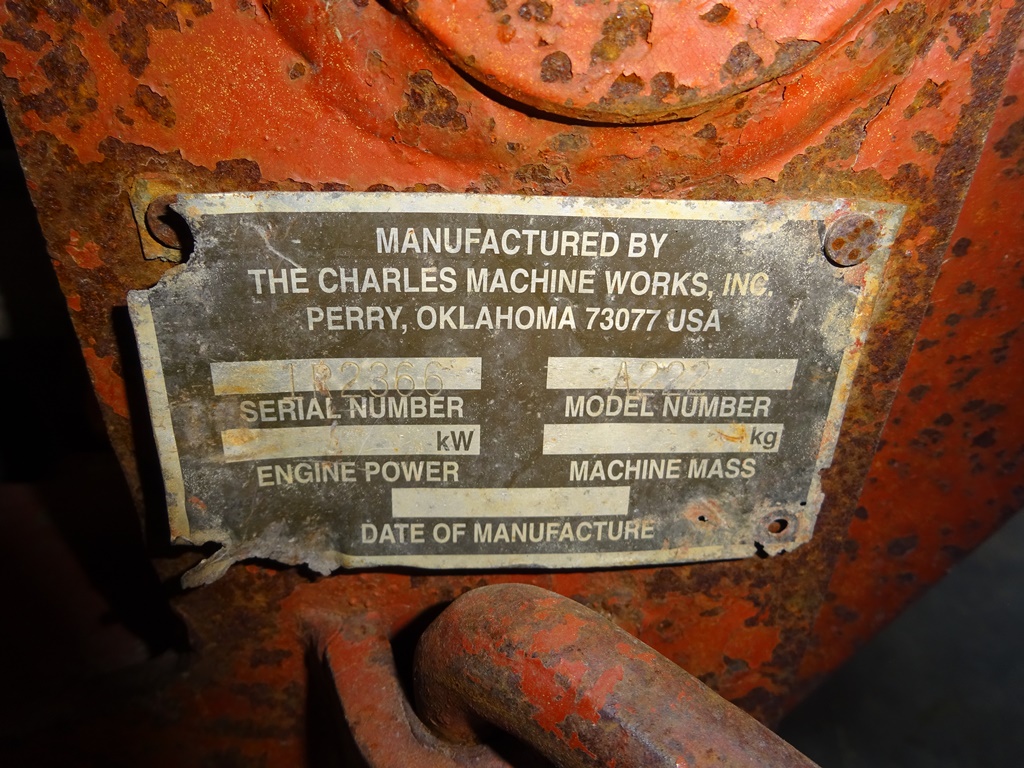 MANUFACTURED BY
THE CHARLES MACHINE WORKS, INC.
PERRY, OKLAHOMA 73077 USA
1R2366 A222
SERIAL NUMBER MODEL NUMBER
kW kg
ENGINE POWER MACHINE MASS
DATE OF MANUFACTURE